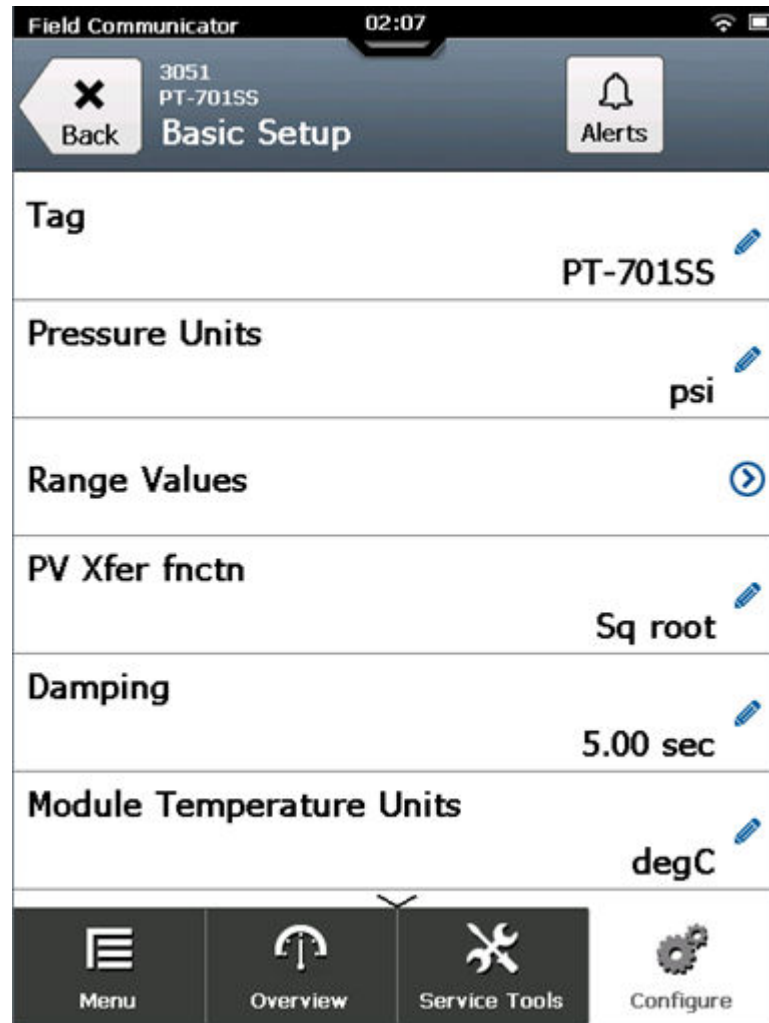 Field Communicator 02:07
3051
PT-701SS
Back Basic Setup Alerts
Tag
PT-701SS
Pressure Units
psi
Range Values
PV Xfer fnctn
Sq root
Damping
5.00 sec
Module Temperature Units
degC
Menu Overview Service Tools Configure